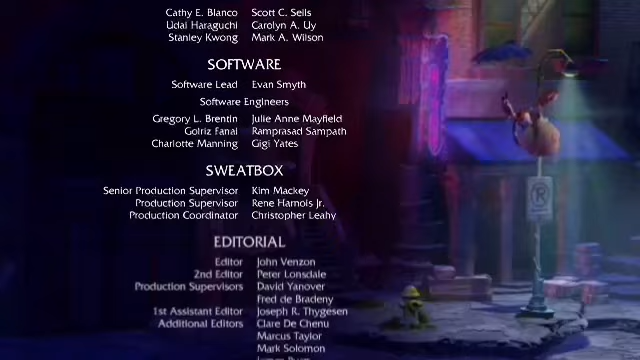 Cathy E. Blanco Scott C. Seils
Udai Haraguchi Carolyn A. Uy
Stanley Kwong Mark A. Wilson
SOFTWARE
Software Lead Evan Smyth
Software Engineers
Gregory L. Brentin Julie Anne Mayfield
Golriz Fanai Ramprasad Sampath
Charlotte Manning Gigi Yates
SWEATBOX
Senior Production Supervisor Kim Mackey
Production Supervisor Rene Harnois Jr.
Production Coordinator Christopher Leahy
EDITORIAL
Editor John Venzon
2nd Editor Peter Lonsdale
Production Supervisors David Yanover
Fred de Bradeny
1st Assistant Editor Joseph R. Thygesen
Additional Editors Clare De Chenu
Marcus Taylor
Mark Solomon